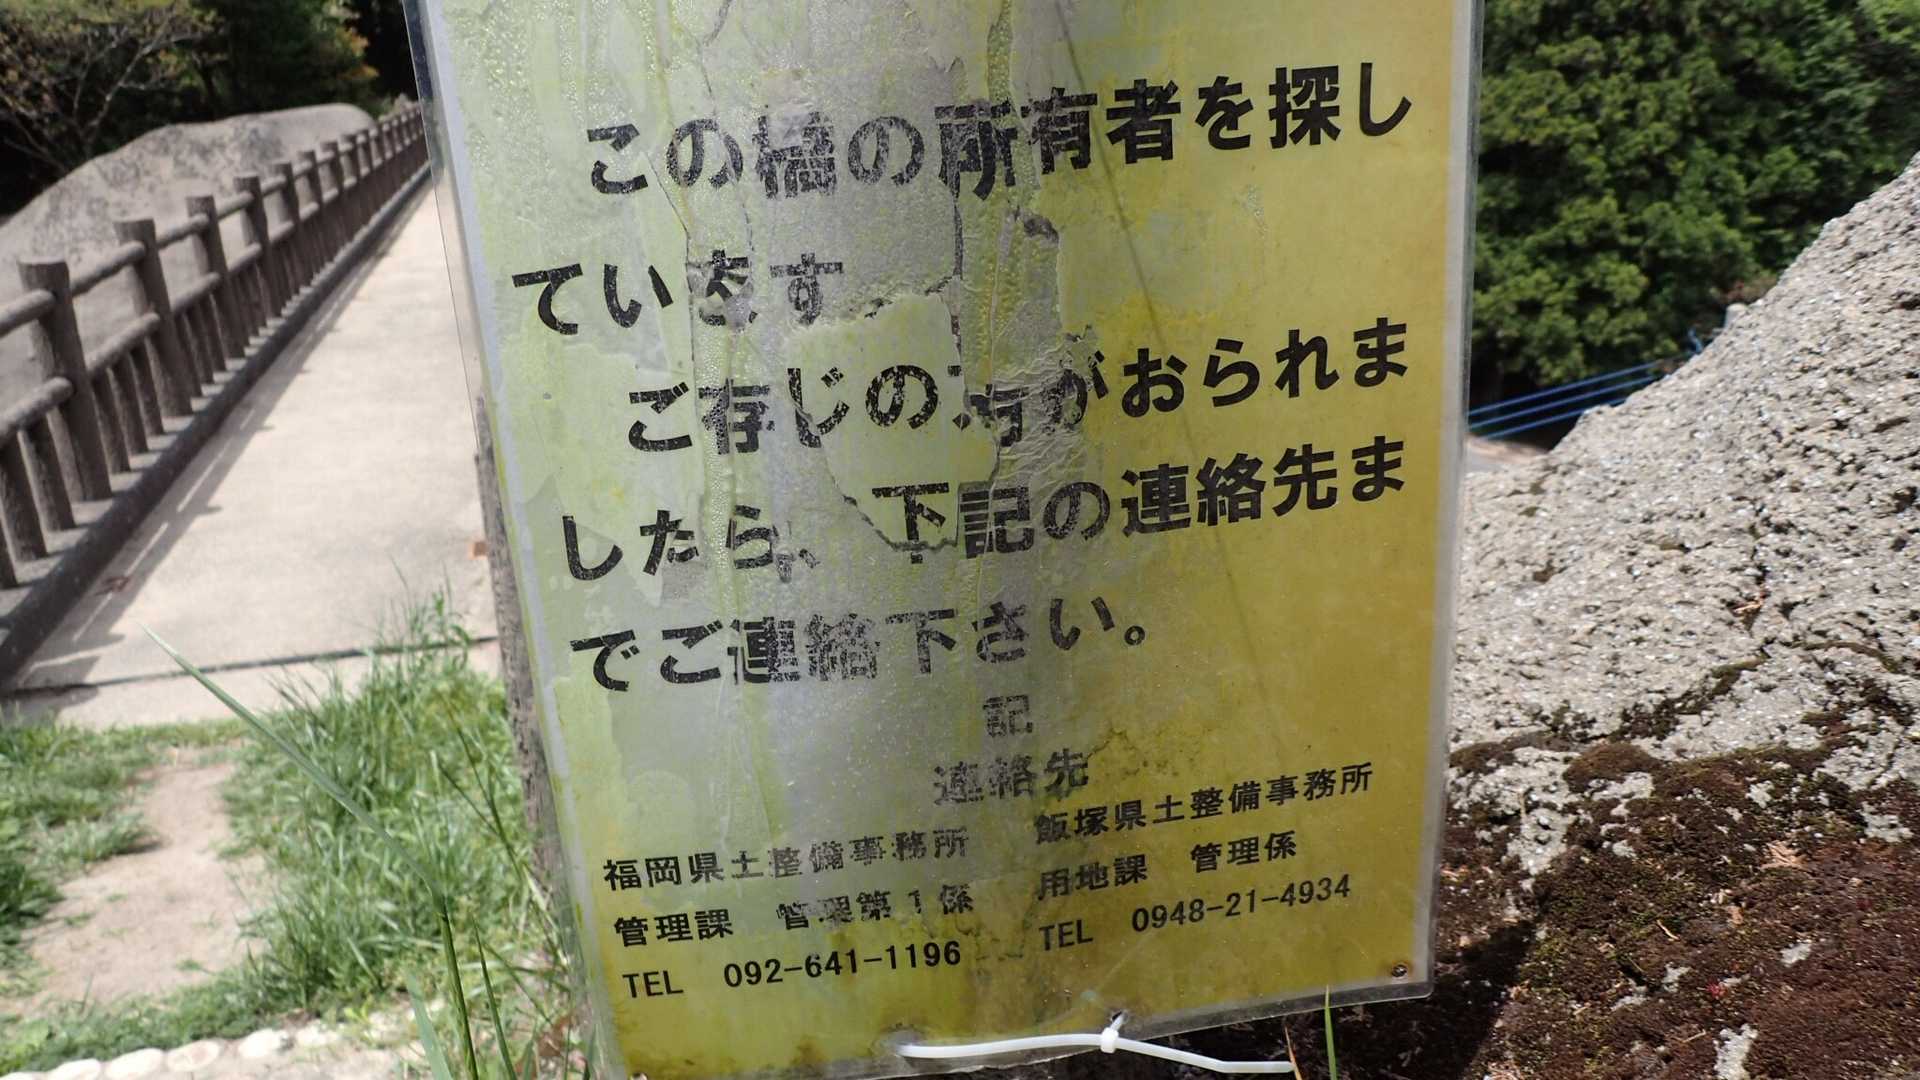 この橋の所有者を探し
ています。
ご存じの方がおられま
したら、下記の連絡先ま
でご連絡下さい。
記
連絡先
福岡県土整備事務所　飯塚県土整備事務所
管理課　管理第１係　用地課　管理係
TEL　092-641-1196　TEL　0948-21-4934